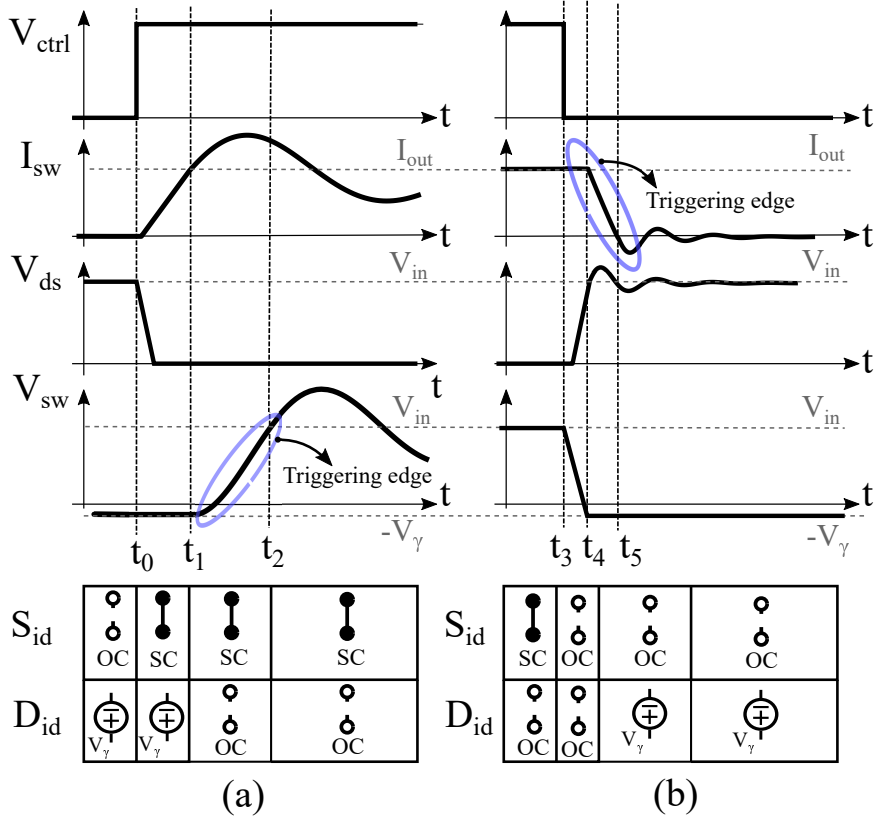 V_ctrl
t
t
I_sw
I_out
I_out
Triggering edge
t
t
V_ds
V_in
V_in
t
t
V_sw
V_in
V_in
Triggering edge
t
t
-V_γ
-V_γ
t_0 t_1 t_2 t_3 t_4 t_5
S_id OC SC SC SC
S_id SC OC OC OC
D_id V_γ V_γ OC OC
D_id OC OC V_γ V_γ
(a) (b)